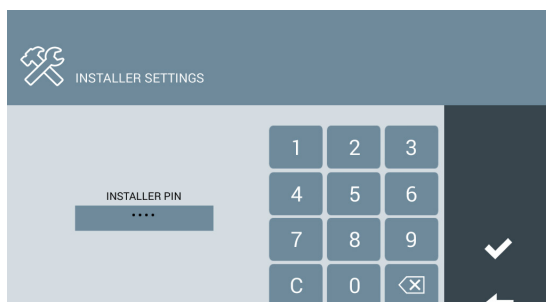 INSTALLER SETTINGS
1 2 3
INSTALLER PIN
4 5 6
7 8 9
C 0